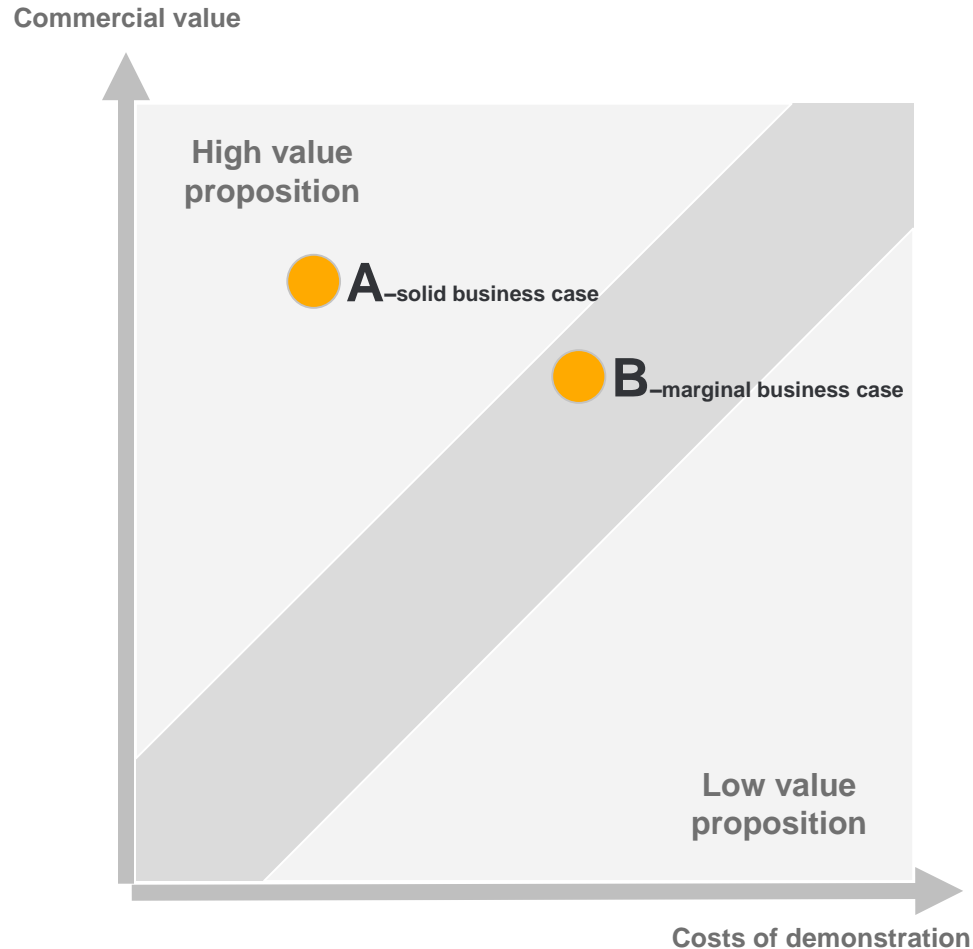 Commercial value
High value
proposition
A–solid business case
B–marginal business case
Low value
proposition
Costs of demonstration